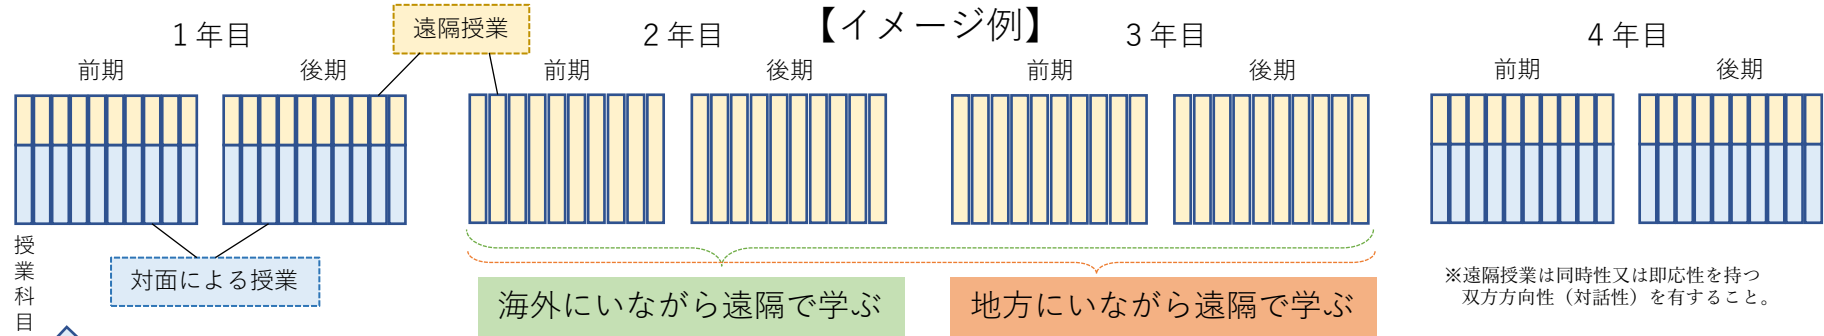 【イメージ例】
1年目
遠隔授業
2年目
3年目
4年目
前期
後期
前期
後期
前期
後期
前期
後期
授業科目
対面による授業
海外にいながら遠隔で学ぶ
地方にいながら遠隔で学ぶ
※遠隔授業は同時性又は即応性を持つ
双方方向性（対話性）を有すること。